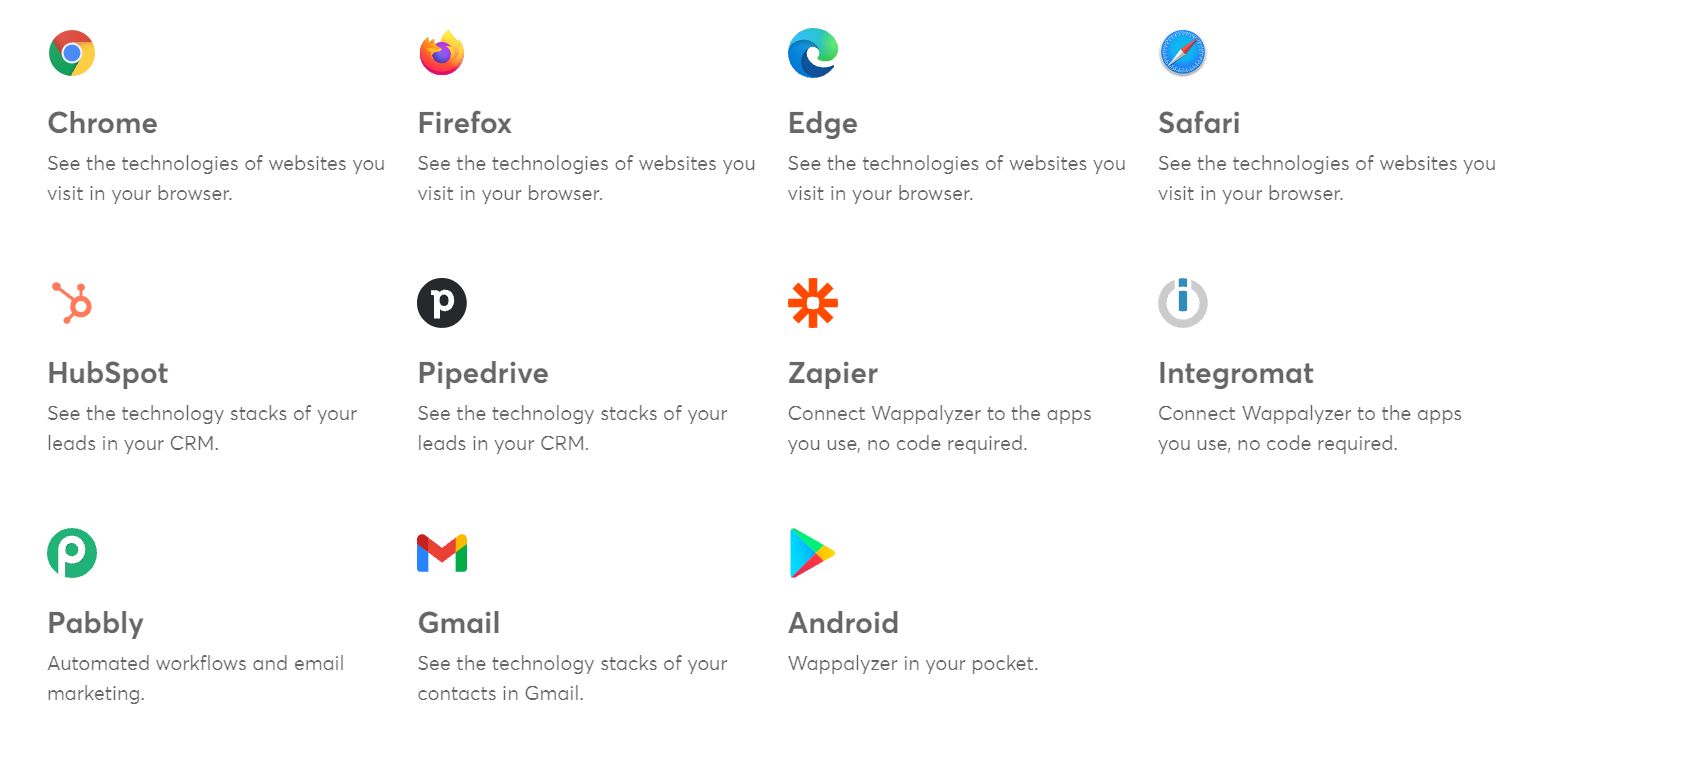 Chrome
See the technologies of websites you
visit in your browser.
Firefox
See the technologies of websites you
visit in your browser.
Edge
See the technologies of websites you
visit in your browser.
Safari
See the technologies of websites you
visit in your browser.
HubSpot
See the technology stacks of your
leads in your CRM.
Pipedrive
See the technology stacks of your
leads in your CRM.
Zapier
Connect Wappalyzer to the apps
you use, no code required.
Integromat
Connect Wappalyzer to the apps
you use, no code required.
Pabbly
Automated workflows and email
marketing.
Gmail
See the technology stacks of your
contacts in Gmail.
Android
Wappalyzer in your pocket.